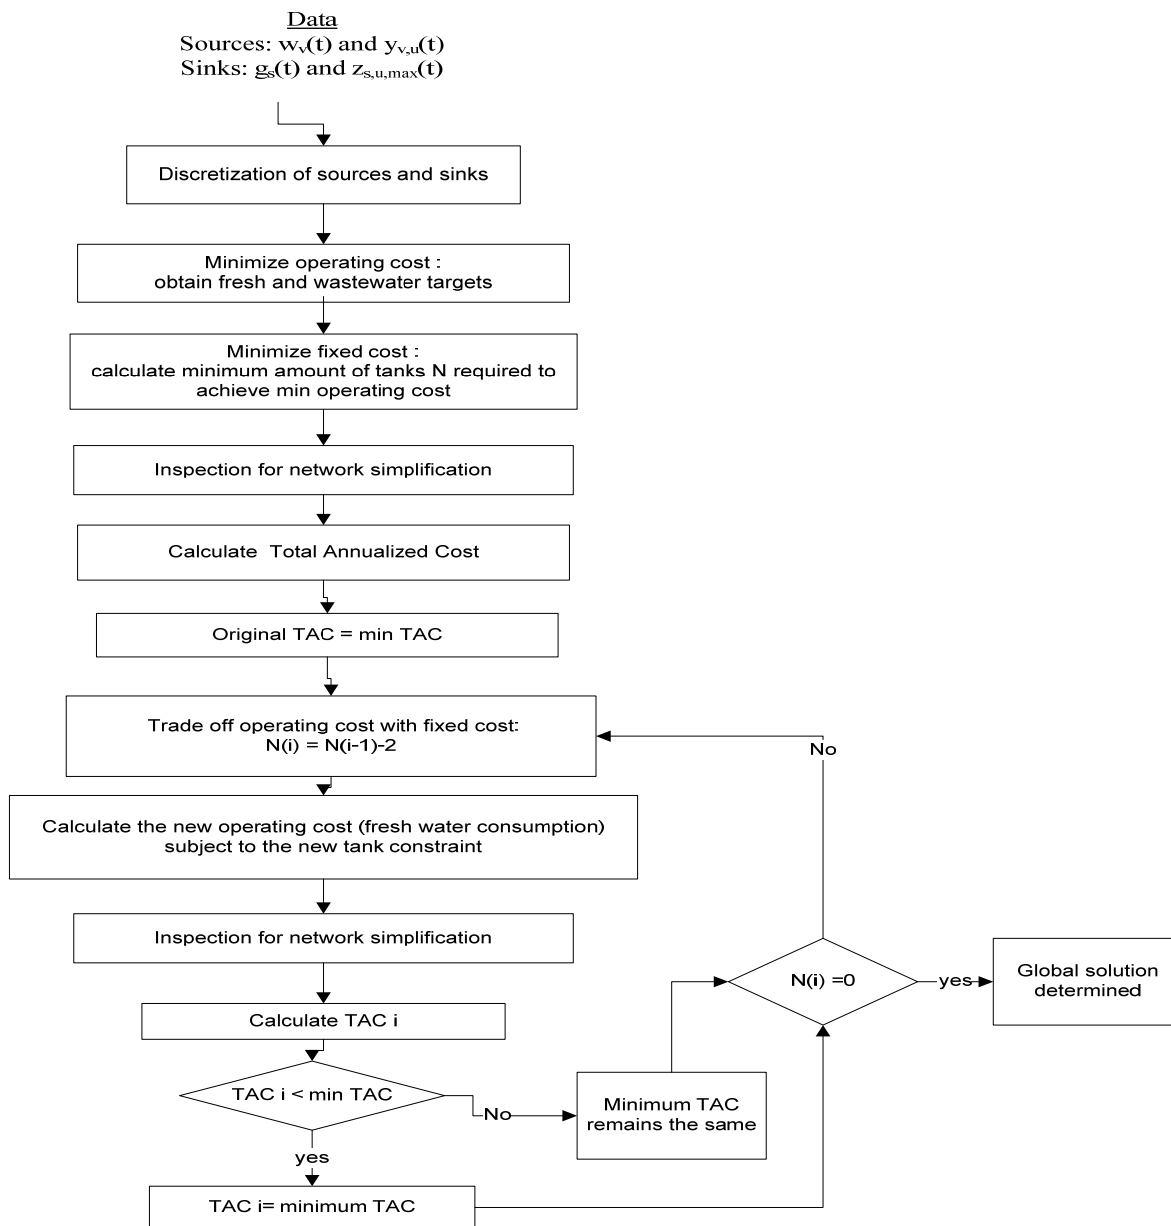 Data
Sources: wv(t) and yv,u(t)
Sinks: gs(t) and zs,u,max(t)
Discretization of sources and sinks
Minimize operating cost :
obtain fresh and wastewater targets
Minimize fixed cost :
calculate minimum amount of tanks N required to
achieve min operating cost
Inspection for network simplification
Calculate Total Annualized Cost
Original TAC = min TAC
Trade off operating cost with fixed cost:
N(i) = N(i-1)-2
No
Calculate the new operating cost (fresh water consumption)
subject to the new tank constraint
Inspection for network simplification
N(i) =0
yes
Global solution
determined
Calculate TAC i
TAC i < min TAC
No
Minimum TAC
remains the same
yes
TAC i= minimum TAC